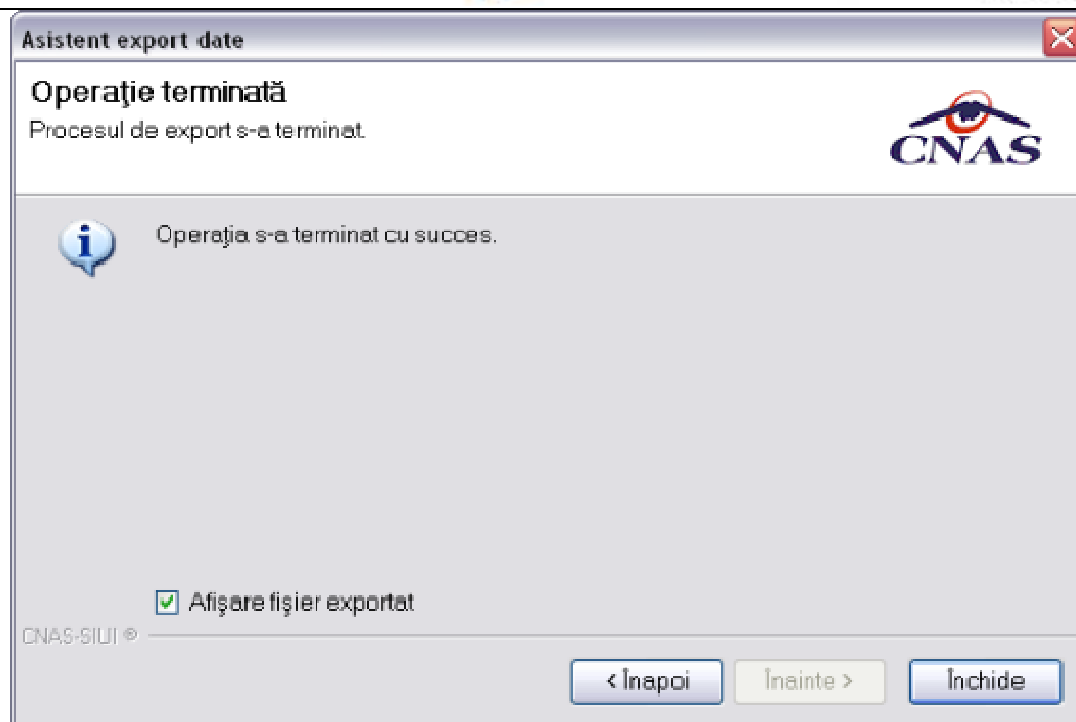 Asistent export date
Operaţie terminată
Procesul de export s-a terminat.
CNAS
Operaţia s-a terminat cu succes.
Afişare fişier exportat
CNAS-SIUI ®
< Înapoi
Înainte >
Închide